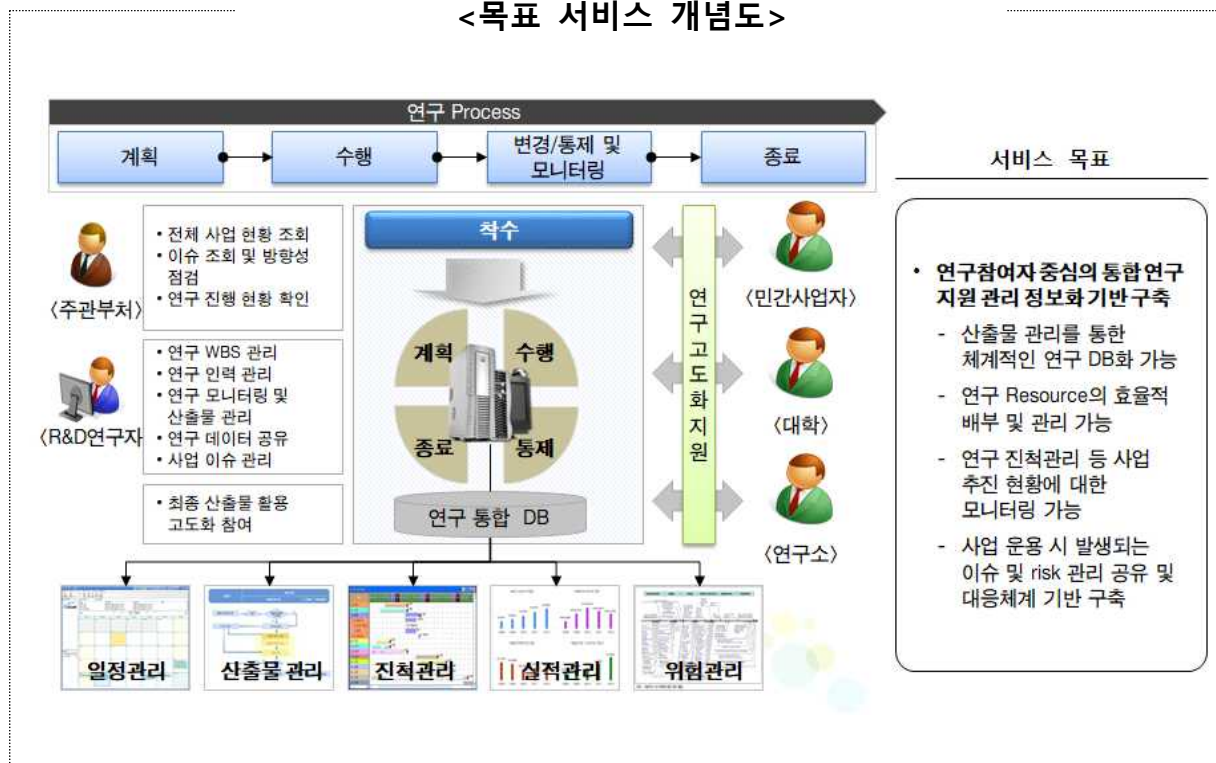 <목표 서비스 개념도>
연구 Process
계획
수행
변경/통제 및
모니터링
종료
<주관부처>
• 전체 사업 현황 조회
• 이슈 조회 및 방향성
점검
• 연구 진행 현황 확인
<R&D연구자
• 연구 WBS 관리
• 연구 인력 관리
• 연구 모니터링 및
산출물 관리
• 연구 데이터 공유
• 사업 이슈 관리
• 최종 산출물 활용
고도화 참여
착수
계획
수행
종료
통제
연구 통합 DB
연구고도화지원
<민간사업자>
<대학>
<연구소>
일정관리
산출물 관리
진척관리
실적관리
위험관리
서비스 목표
• 연구참여자 중심의 통합 연구
지원 관리 정보화 기반 구축
- 산출물 관리를 통한
체계적인 연구 DB화 가능
- 연구 Resource의 효율적
배부 및 관리 가능
- 연구 진척관리 등 사업
추진 현황에 대한
모니터링 가능
- 사업 운용 시 발생되는
이슈 및 risk 관리 공유 및
대응체계 기반 구축